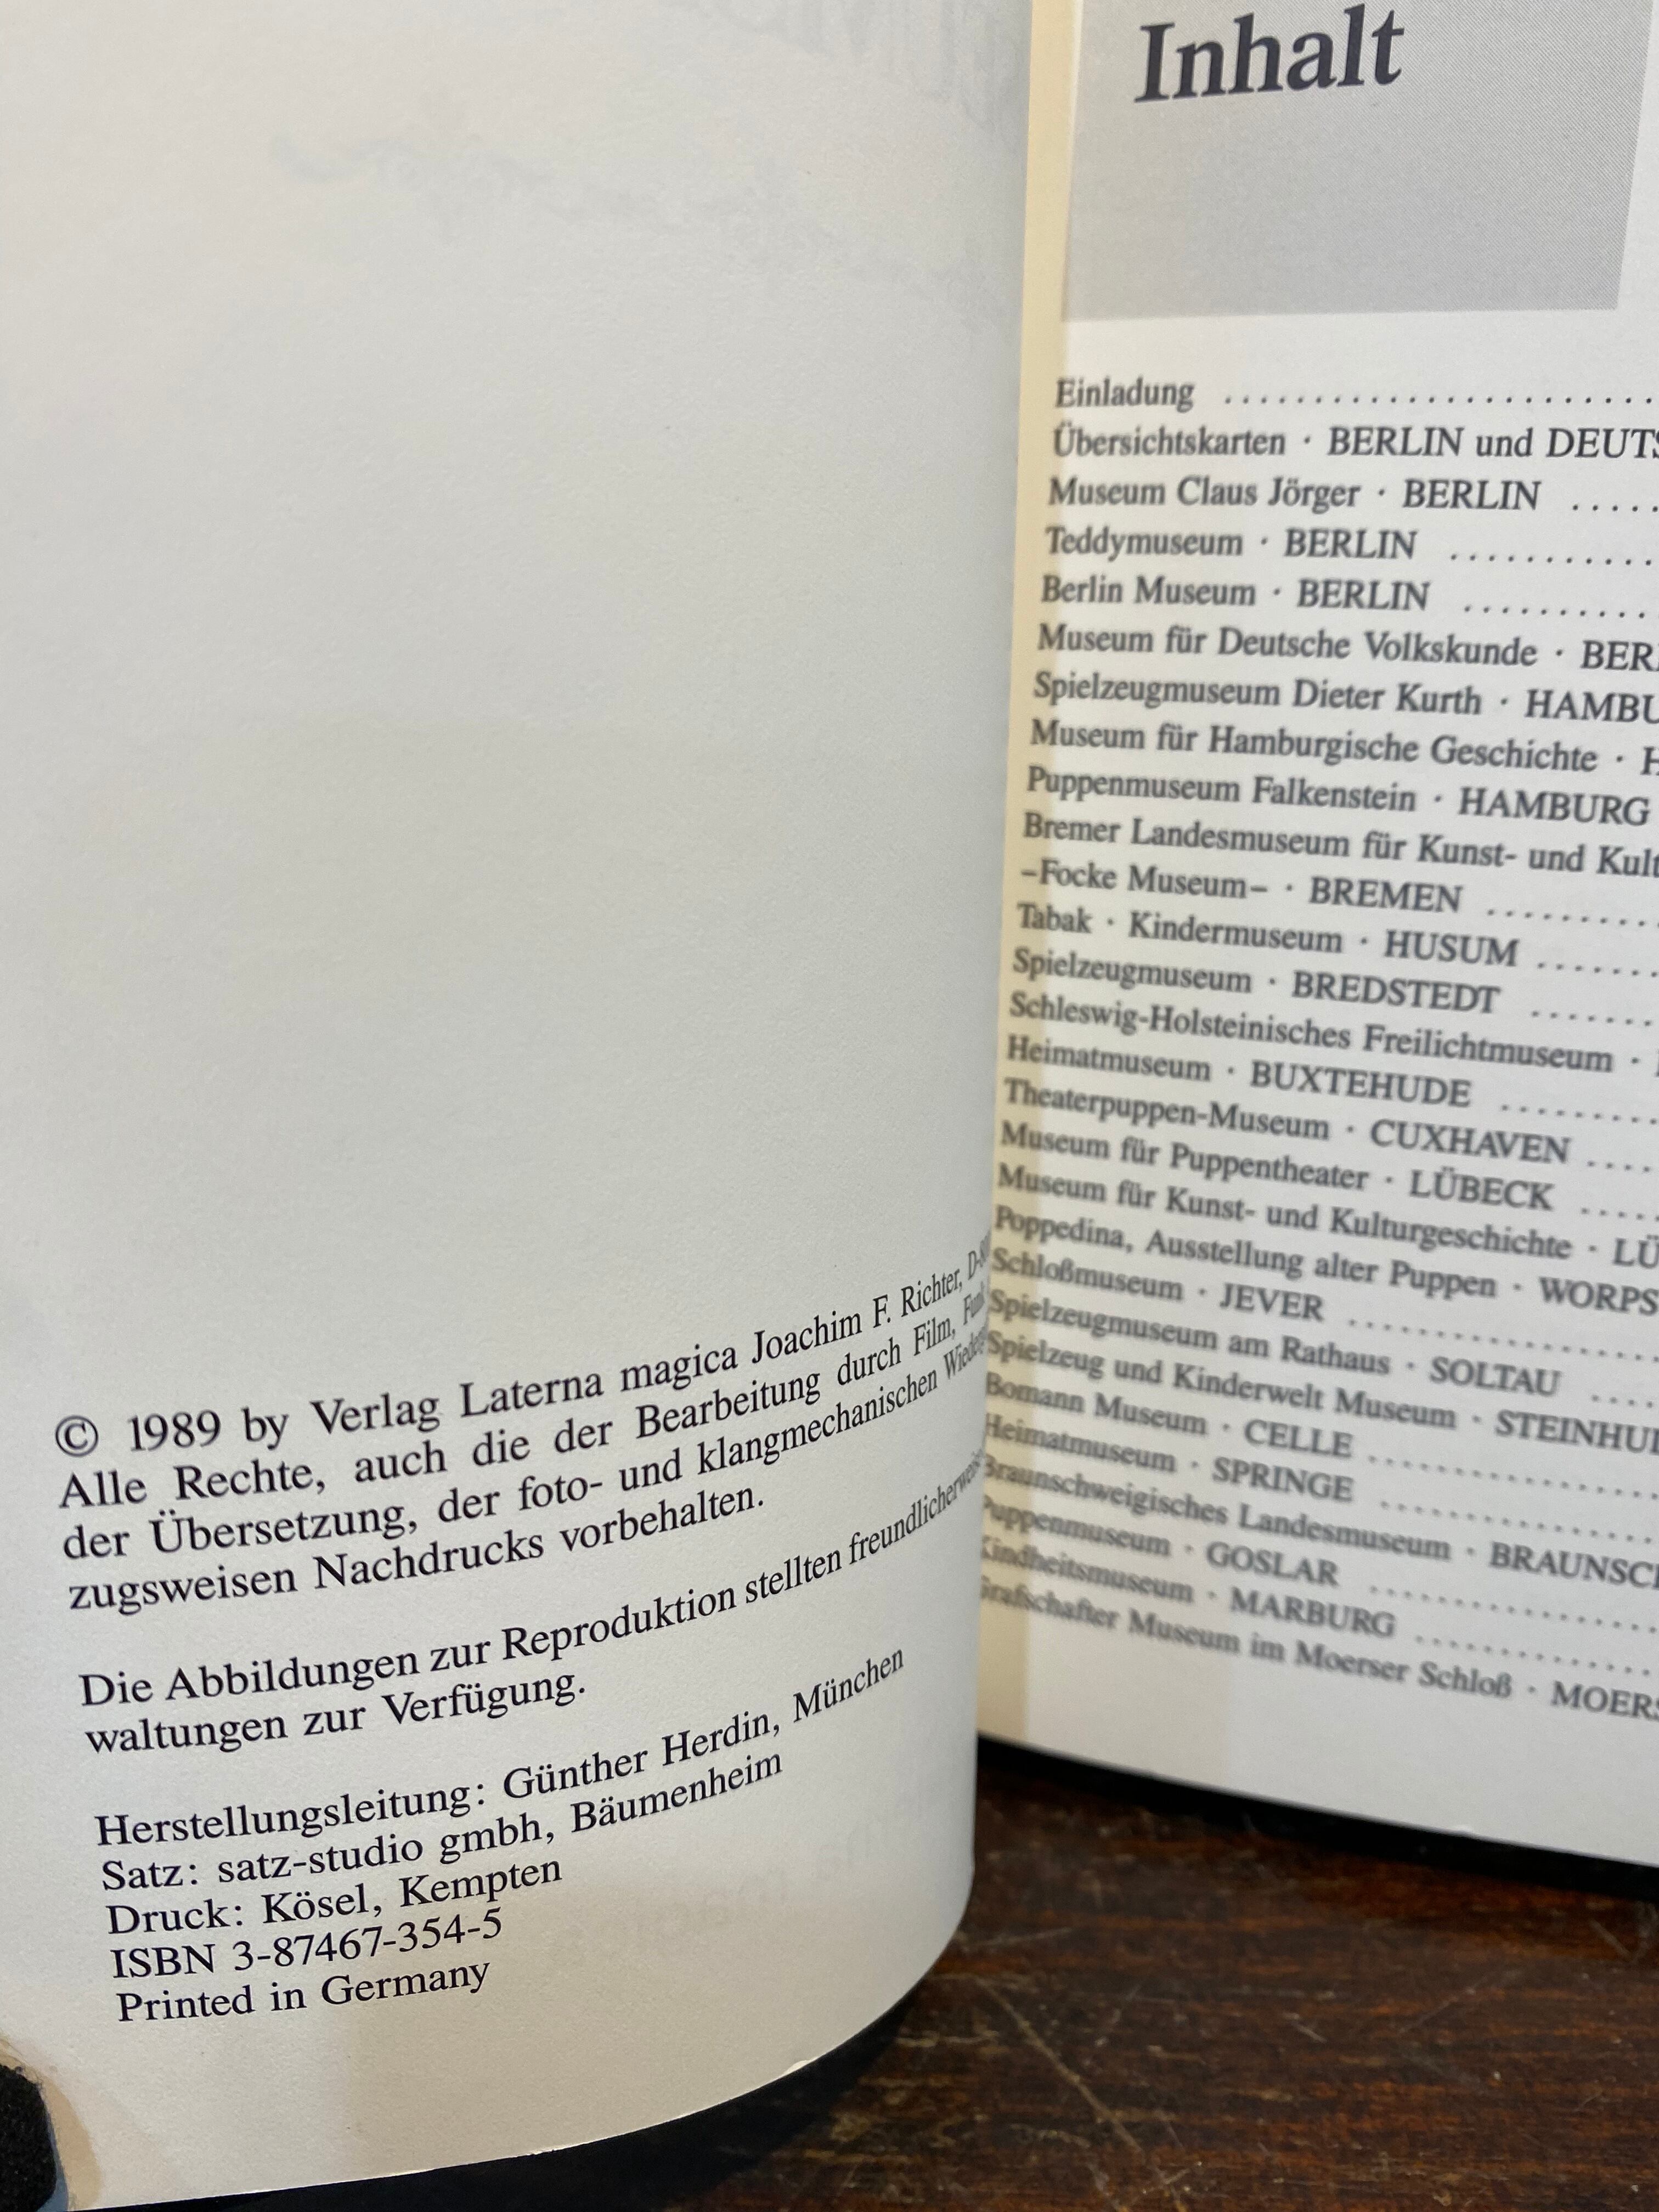 © 1989 by Verlag Laterna magica Joachim F. Richter,
Alle Rechte, auch die der Bearbeitung durch Film,
der Übersetzung, der foto- und klangmechanischen
zugsweisen Nachdrucks vorbehalten.
Die Abbildungen zur Reproduktion stellten freundlicherweise
waltungen zur Verfügung.
Herstellungsleitung: Günther Herdin, München
Satz: satz-studio gmbh, Bäumenheim
Druck: Kösel, Kempten
ISBN 3-87467-354-5
Printed in Germany
Inhalt
Einladung
Übersichtskarten · BERLIN und DEUTS
Museum Claus Jörger · BERLIN
Teddymuseum · BERLIN
Berlin Museum · BERLIN
Museum für Deutsche Volkskunde · BER
Spielzeugmuseum Dieter Kurth · HAMBU
Museum für Hamburgische Geschichte · H
Puppenmuseum Falkenstein · HAMBURG
Bremer Landesmuseum für Kunst- und Kult
–Focke Museum– · BREMEN
Tabak · Kindermuseum · HUSUM
Spielzeugmuseum · BREDSTEDT
Schleswig-Holsteinisches Freilichtmuseum ·
Heimatmuseum · BUXTEHUDE
Theaterpuppen-Museum · CUXHAVEN
Museum für Puppentheater · LÜBECK
Museum für Kunst- und Kulturgeschichte · LÜ
Poppedina, Ausstellung alter Puppen · WORPS
Schloßmuseum · JEVER
Spielzeugmuseum am Rathaus · SOLTAU
Spielzeug und Kinderwelt Museum · STEINHU
Bomann Museum · CELLE
Heimatmuseum · SPRINGE
Braunschweigisches Landesmuseum · BRAUNSC
Puppenmuseum · GOSLAR
Kindheitsmuseum · MARBURG
Grafschafter Museum im Moerser Schloß · MOERS